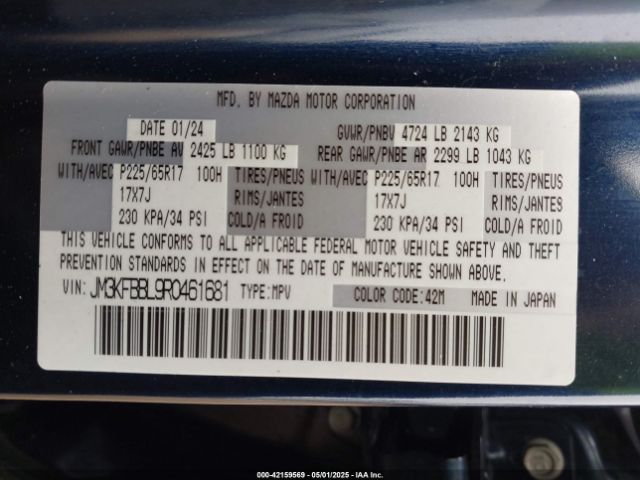 MFD. BY MAZDA MOTOR CORPORATION
DATE 01/24 GVWR/PNBV 4724 LB 2143 KG
FRONT GAWR/PNBE AV 2425 LB 1100 KG REAR GAWR/PNBE AR 2299 LB 1043 KG
WITH/AVEC P225/65R17 100H TIRES/PNEUS WITH/AVEC P225/65R17 100H TIRES/PNEUS
17X7J RIMS/JANTES 17X7J RIMS/JANTES
230 KPA/34 PSI COLD/A FROID 230 KPA/34 PSI COLD/A FROID
THIS VEHICLE CONFORMS TO ALL APPLICABLE FEDERAL MOTOR VEHICLE SAFETY AND THEFT
PREVENTION STANDARDS IN EFFECT ON THE DATE OF MANUFACTURE SHOWN ABOVE.
VIN: JM3KFBBL9R0461681 TYPE:MPV COLOR CODE:42M MADE IN JAPAN
000-42159569 05/01/2025 IAA Inc.